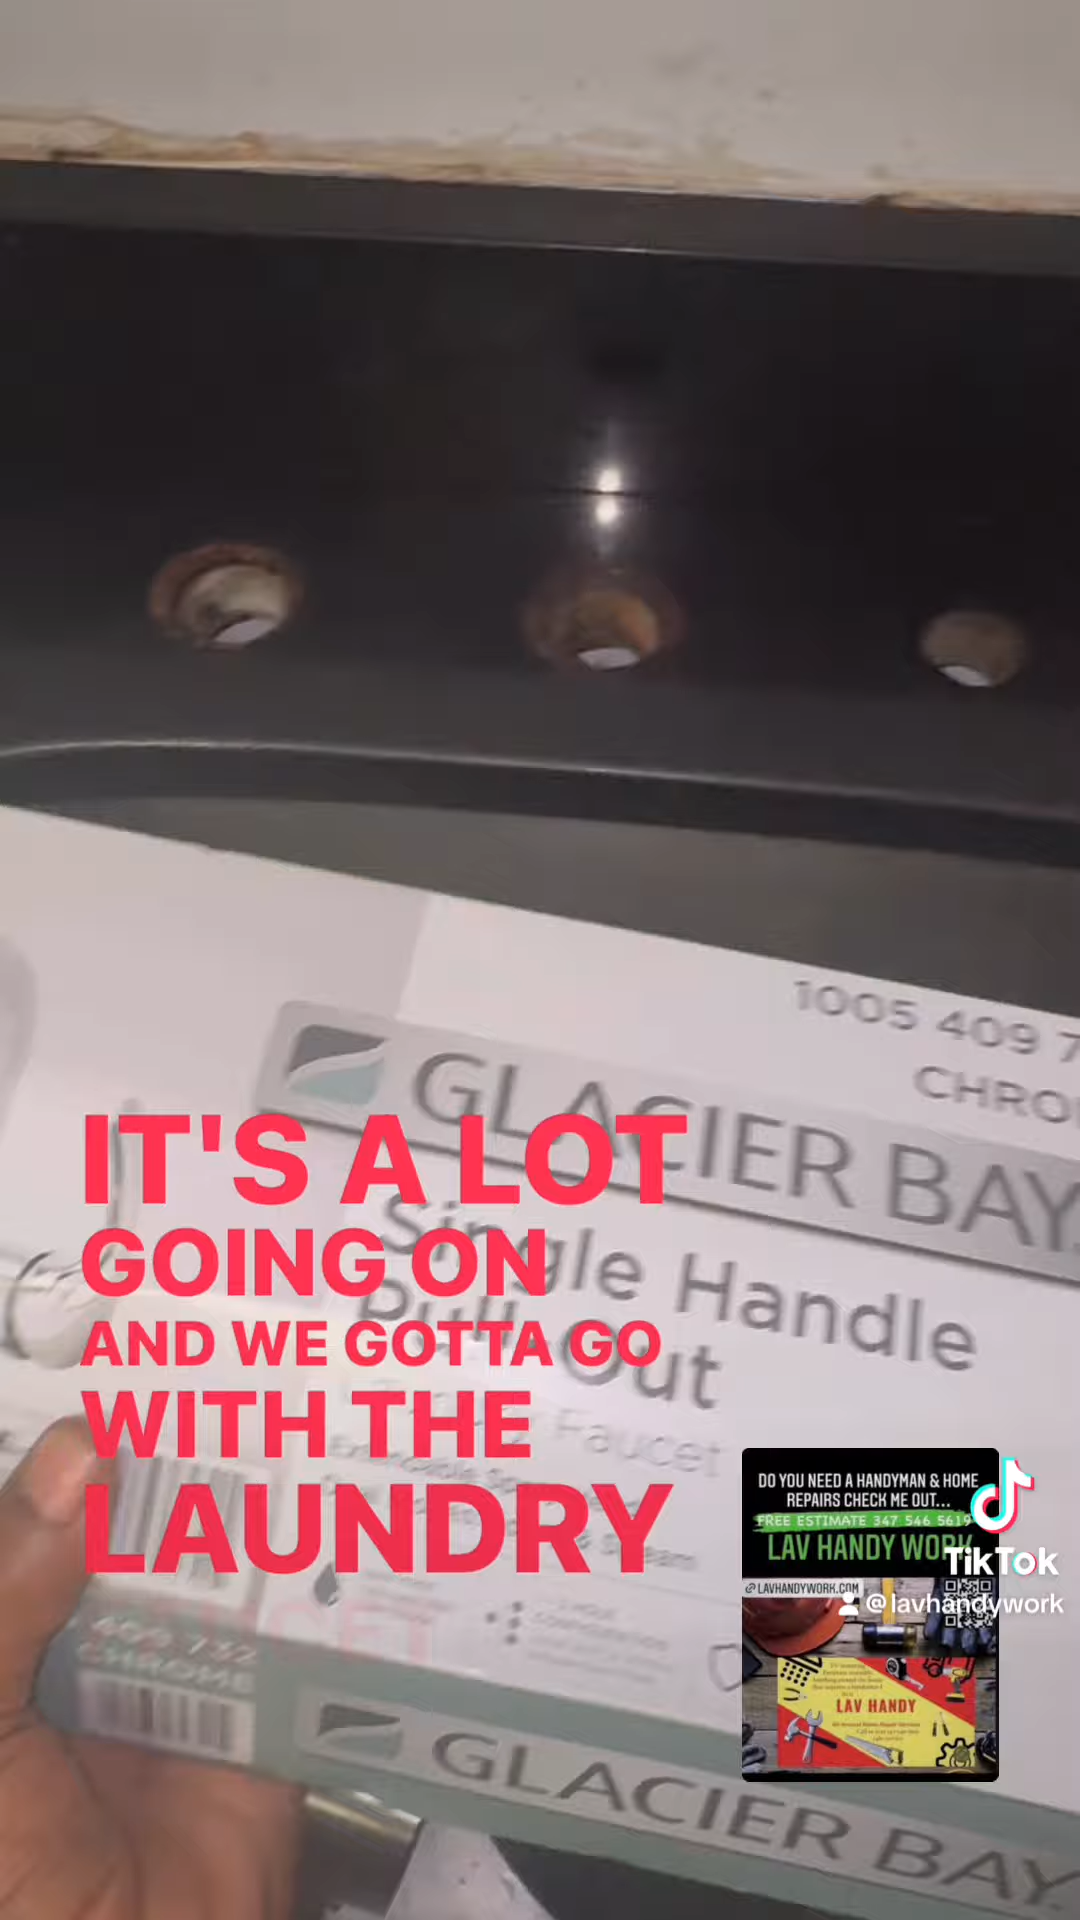 1005 409 7
CHRO
GLACIER BAY
Single Handle
Pull-Out
Faucet
IT'S A LOT
GOING ON
AND WE GOTTA GO
WITH THE
LAUNDRY
409 732
CHROME
GLACIER BAY.
DO YOU NEED A HANDYMAN & HOME
REPAIRS CHECK ME OUT...
FREE ESTIMATE 347 546 5619
LAV HANDY WORK
LAVHANDYWORK.COM
LAV HANDY
TikTok
@lavhandywork